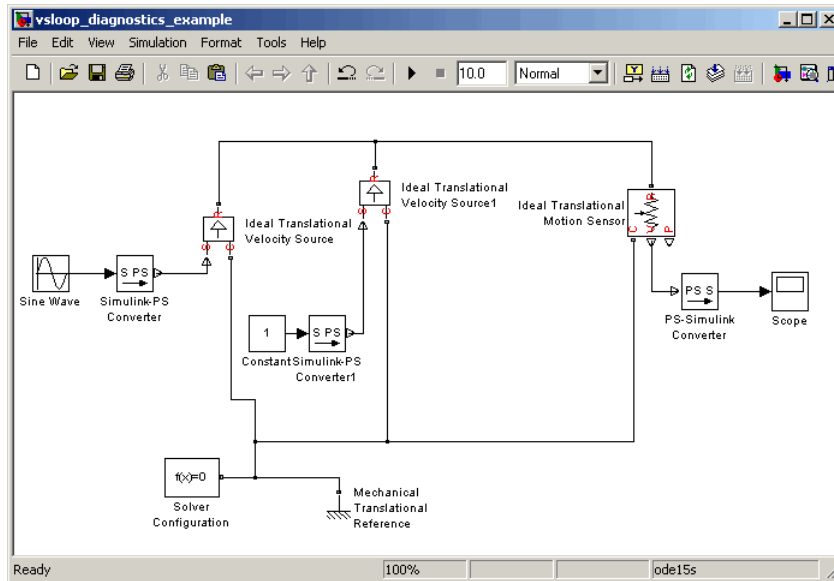 vsloop_diagnostics_example
File Edit View Simulation Format Tools Help
10.0 Normal
R
S
C
Ideal Translational
Velocity Source
R
S
C
Ideal Translational
Velocity Source1
Ideal Translational
Motion Sensor
R
C
V
P
Sine Wave
S PS
Simulink-PS
Converter
1
Constant
S PS
Simulink-PS
Converter1
PS S
PS-Simulink
Converter
Scope
f(x)=0
Solver
Configuration
Mechanical
Translational
Reference
Ready 100% ode15s